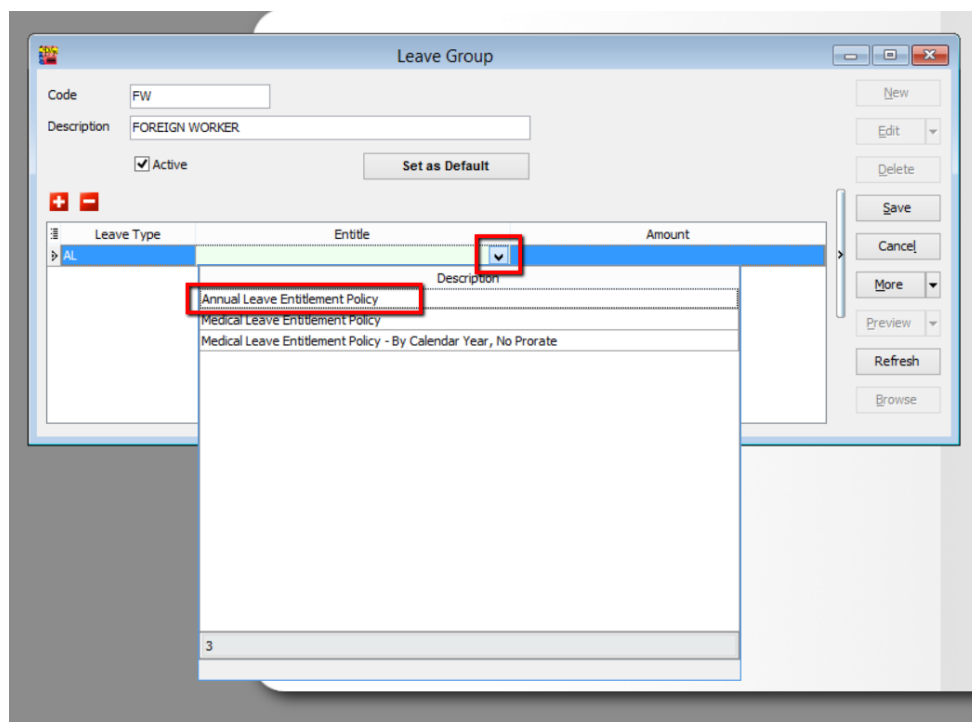 Leave Group
Code FW
New
Description FOREIGN WORKER
Edit
Active Set as Default
Delete
Save
Leave Type Entitle Amount
AL
Cancel
Description
More
Annual Leave Entitlement Policy
Medical Leave Entitlement Policy
Preview
Medical Leave Entitlement Policy - By Calendar Year, No Prorate
Refresh
Browse
3